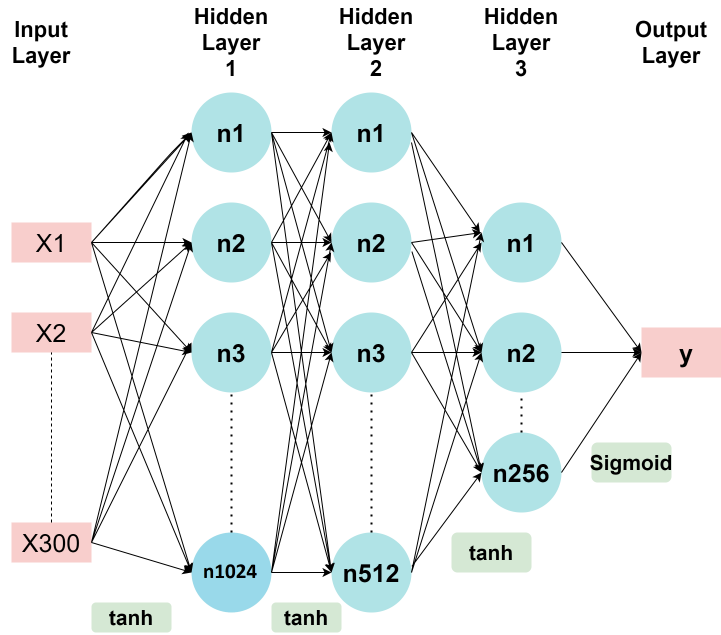 Input
Layer
Hidden
Layer
1
Hidden
Layer
2
Hidden
Layer
3
Output
Layer
n1
n1
X1
n2
n2
n1
X2
n3
n3
n2
y
Sigmoid
n256
X300
n1024
n512
tanh
tanh
tanh